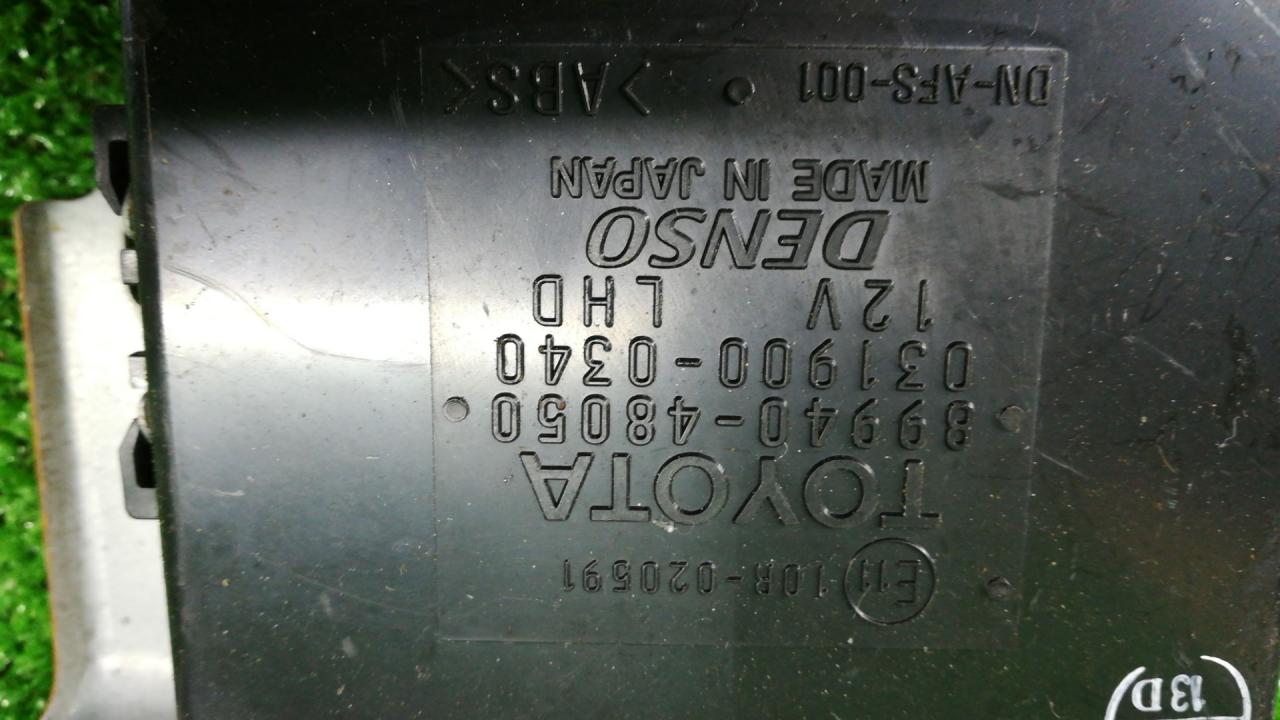 E11 10R-020591
TOYOTA
89940-48050
031900-0340
12V LHD
DENSO
MADE IN JAPAN
DN-AFS-001 >ABS<
13D